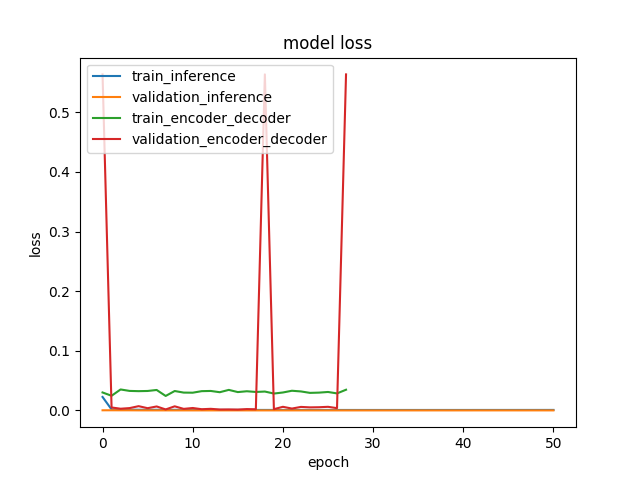 model loss
train_inference
validation_inference
train_encoder_decoder
validation_encoder_decoder
0.5
0.4
0.3
0.2
0.1
0.0
loss
0 10 20 30 40 50
epoch